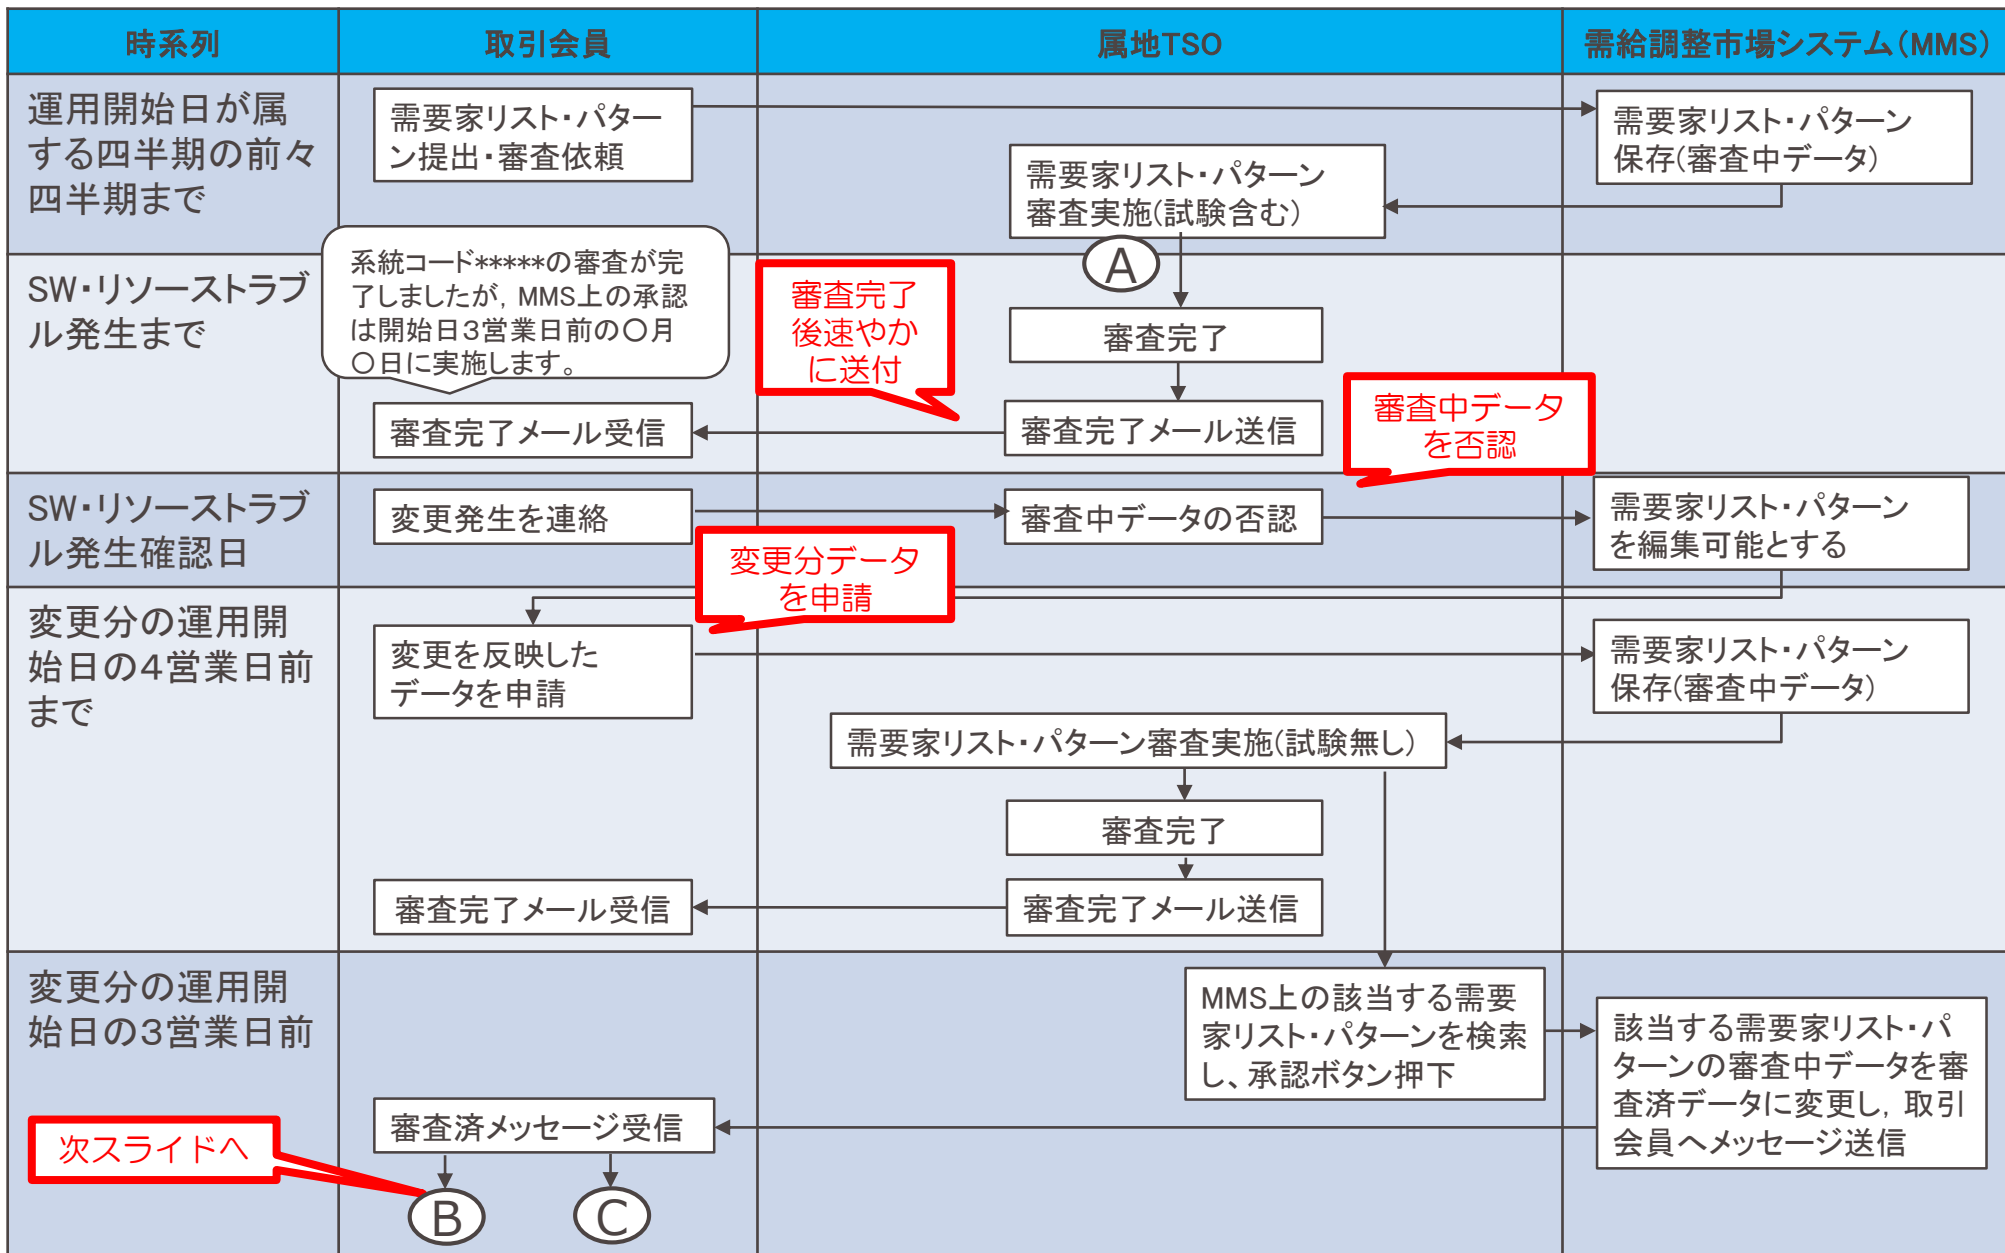 時系列
取引会員
属地TSO
需給調整市場システム(MMS)
運用開始日が属
する四半期の前々
四半期まで
需要家リスト・パター
ン提出・審査依頼
需要家リスト・パターン
保存(審査中データ)
需要家リスト・パターン
審査実施(試験含む)
A
SW・リソーストラブ
ル発生まで
系統コード*****の審査が完
了しましたが, MMS上の承認
は開始日3営業日前の〇月
〇日に実施します。
審査完了
後速やか
に送付
審査完了
審査完了メール送信
審査完了メール受信
審査中データ
を否認
SW・リソーストラブ
ル発生確認日
変更発生を連絡
審査中データの否認
需要家リスト・パターン
を編集可能とする
変更分データ
を申請
変更分の運用開
始日の4営業日前
まで
変更を反映した
データを申請
需要家リスト・パターン
保存(審査中データ)
需要家リスト・パターン審査実施(試験無し)
審査完了
審査完了メール送信
審査完了メール受信
変更分の運用開
始日の3営業日前
MMS上の該当する需要
家リスト・パターンを検索
し、承認ボタン押下
該当する需要家リスト・パ
ターンの審査中データを審
査済データに変更し, 取引
会員へメッセージ送信
審査済メッセージ受信
次スライドへ
B
C